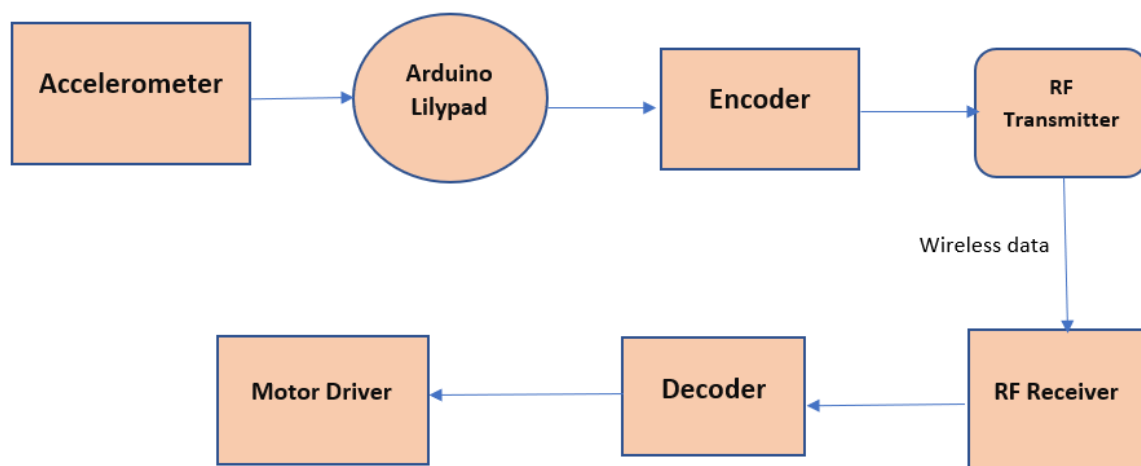 Accelerometer
Arduino
Lilypad
Encoder
RF
Transmitter
Wireless data
Motor Driver
Decoder
RF Receiver